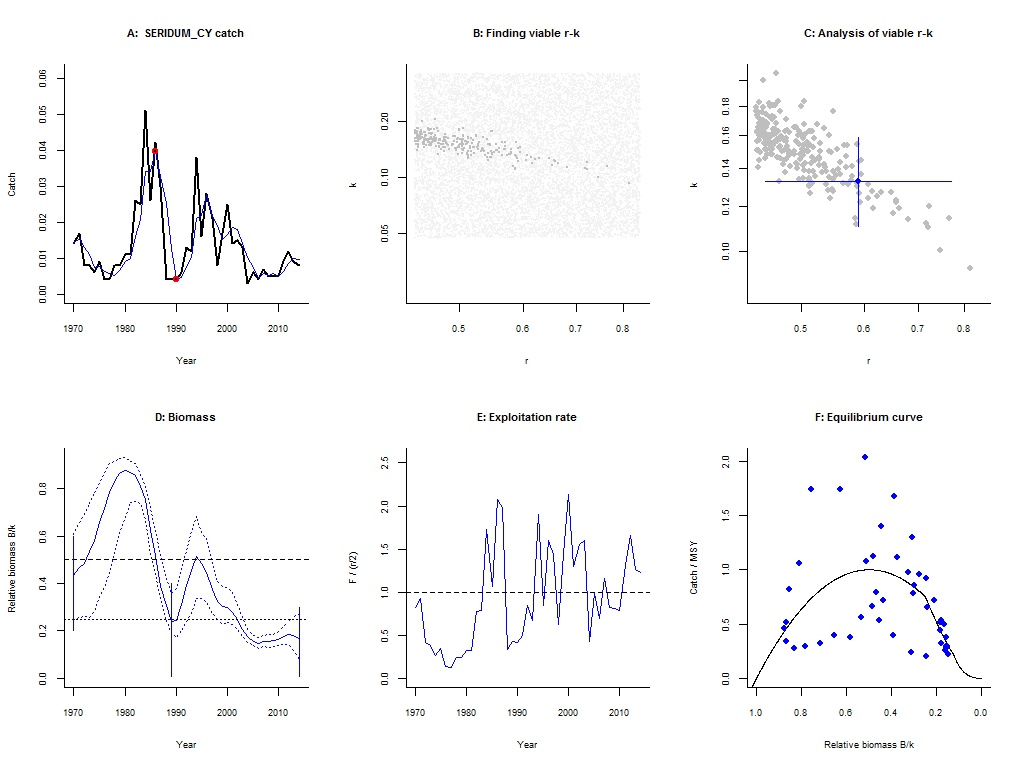 A: SERIDUM_CY catch
Catch
0.00 0.01 0.02 0.03 0.04 0.05 0.06
1970 1980 1990 2000 2010
Year
B: Finding viable r-k
k
0.05 0.10 0.20
0.5 0.6 0.7 0.8
r
C: Analysis of viable r-k
k
0.10 0.12 0.14 0.16 0.18
0.5 0.6 0.7 0.8
r
D: Biomass
Relative biomass B/k
0.0 0.2 0.4 0.6 0.8
1970 1980 1990 2000 2010
Year
E: Exploitation rate
F / (r/2)
0.0 0.5 1.0 1.5 2.0 2.5
1970 1980 1990 2000 2010
Year
F: Equilibrium curve
Catch / MSY
0.0 0.5 1.0 1.5 2.0
1.0 0.8 0.6 0.4 0.2 0.0
Relative biomass B/k